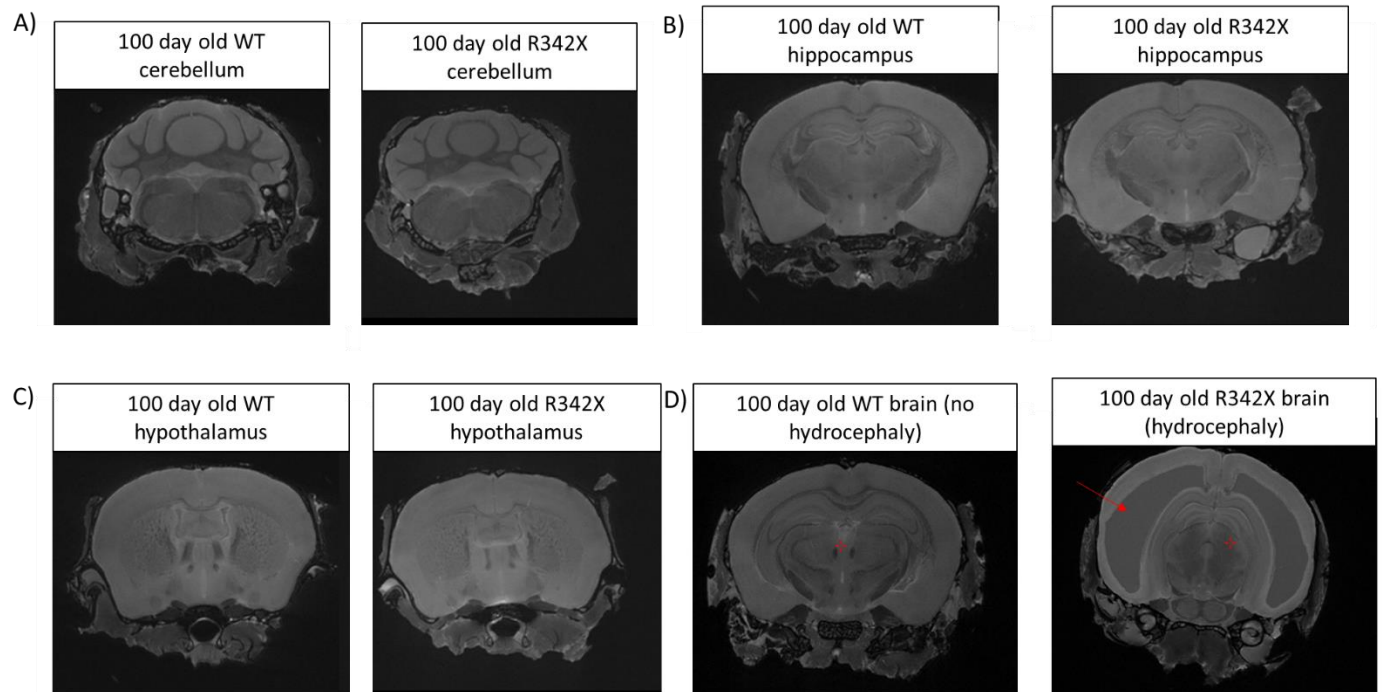 A)
100 day old WT
cerebellum
100 day old R342X
cerebellum
B)
100 day old WT
hippocampus
100 day old R342X
hippocampus
C)
100 day old WT
hypothalamus
100 day old R342X
hypothalamus
D)
100 day old WT brain (no
hydrocephaly)
100 day old R342X brain
(hydrocephaly)